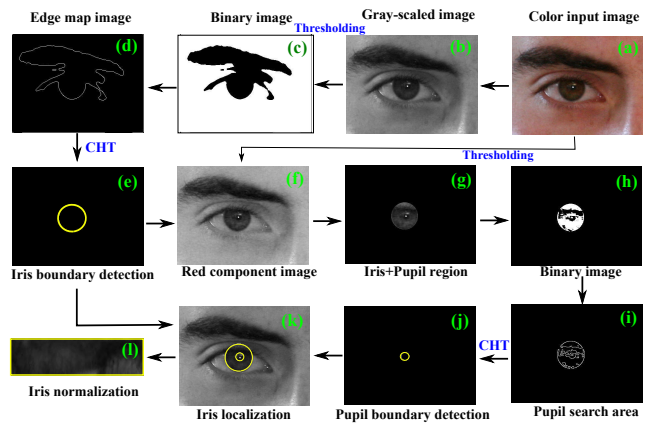 Edge map image
Binary image
Gray-scaled image
Color input image
Thresholding
(d)
(c)
(b)
(a)
CHT
Thresholding
(e)
(f)
(g)
(h)
Iris boundary detection
Red component image
Iris+Pupil region
Binary image
(l)
(k)
(j)
(i)
CHT
Iris normalization
Iris localization
Pupil boundary detection
Pupil search area